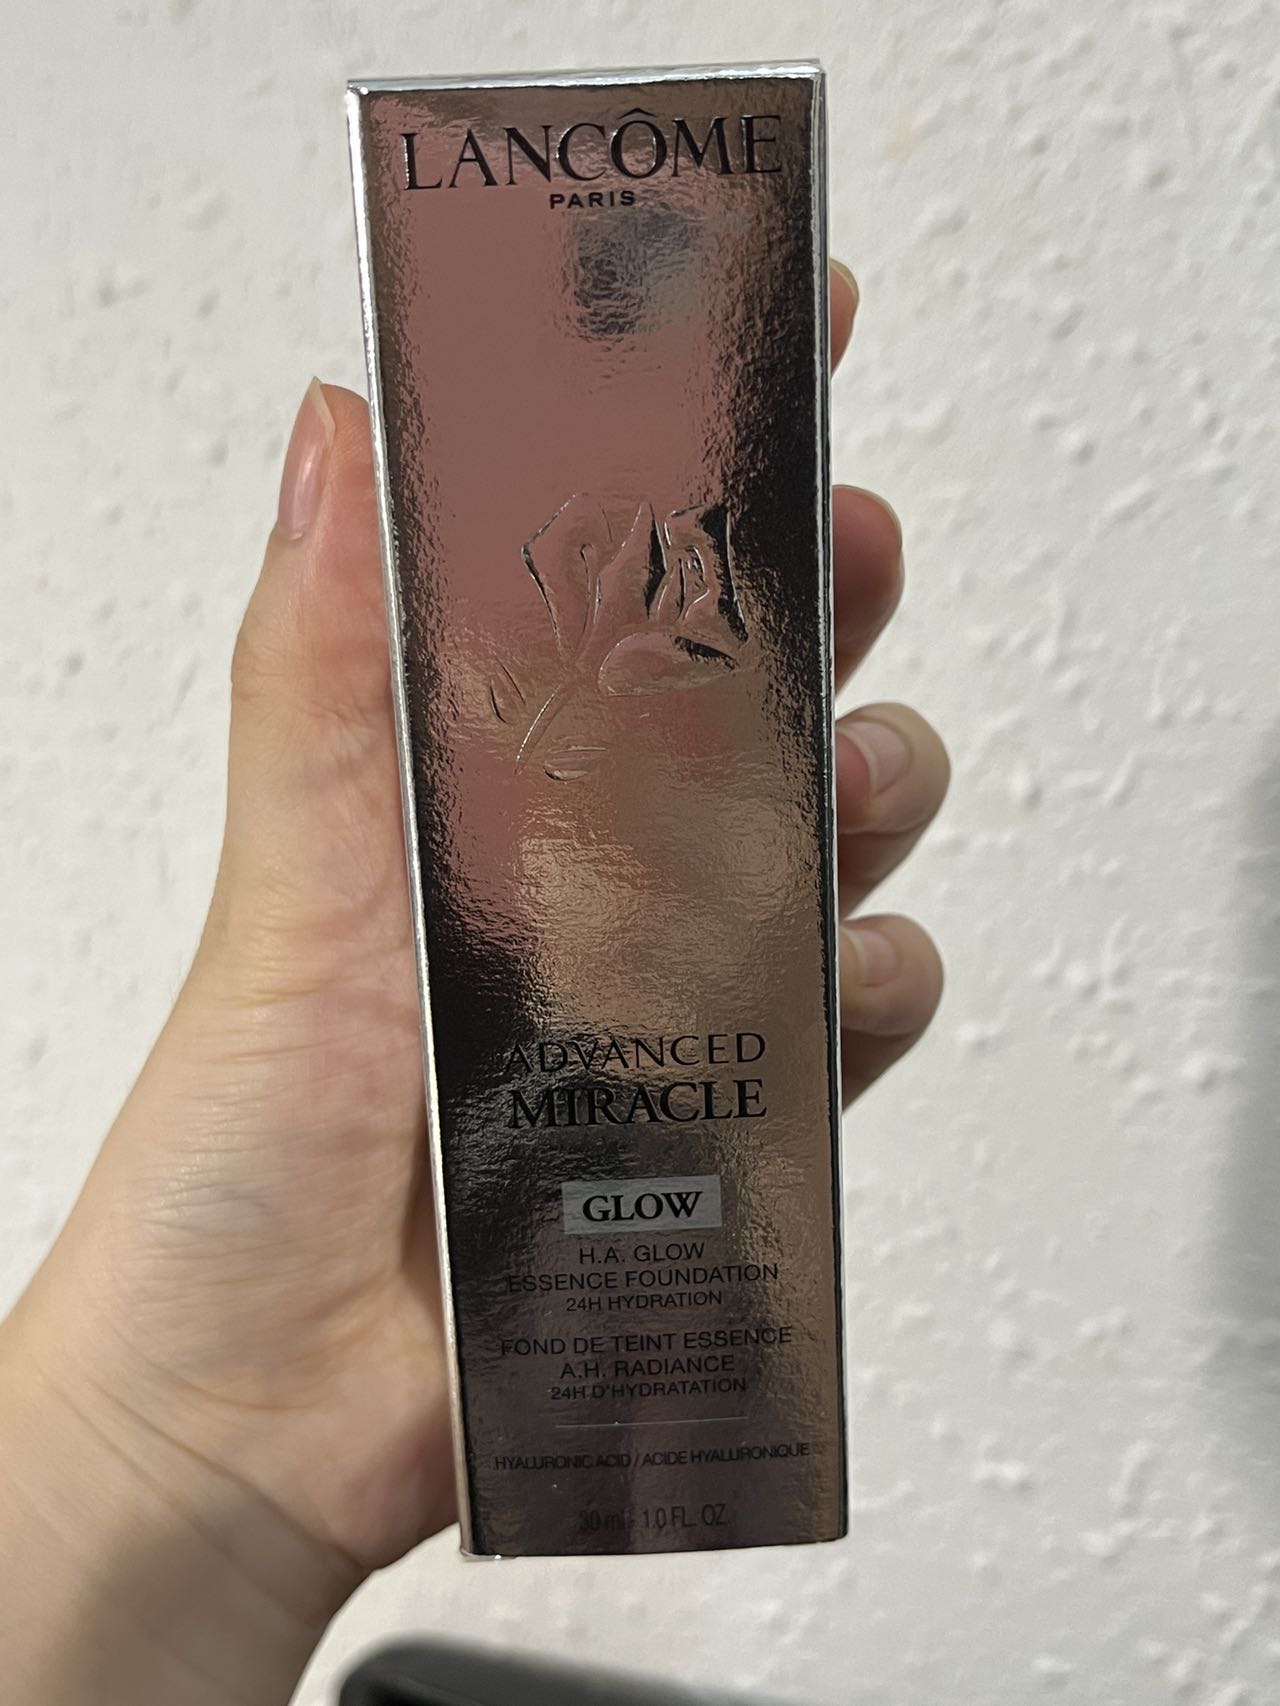 LANCÔME
PARIS
ADVANCED
MIRACLE
GLOW
H.A. GLOW
ESSENCE FOUNDATION
24H HYDRATION
FOND DE TEINT ESSENCE
A.H. RADIANCE
24H D'HYDRATATION
HYALURONIC ACID / ACIDE HYALURONIQUE
30 ml - 1.0 FL. OZ.